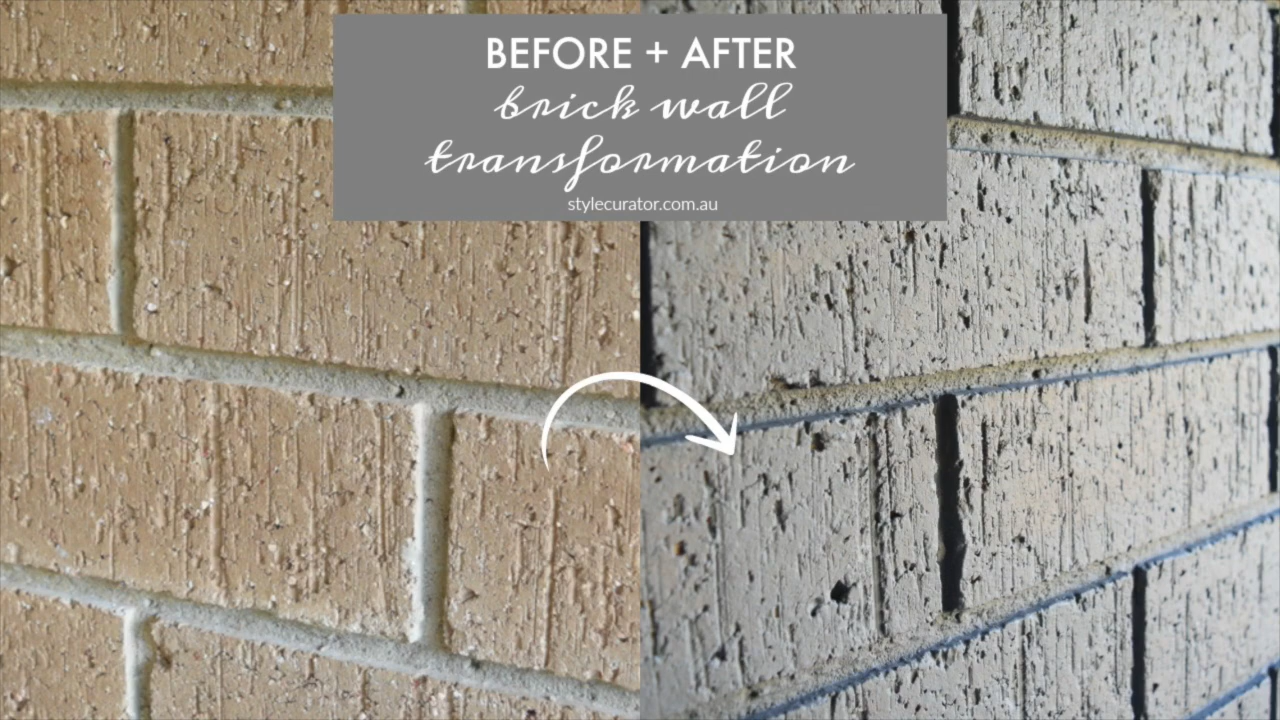 BEFORE + AFTER
brick wall
transformation
stylecurator.com.au